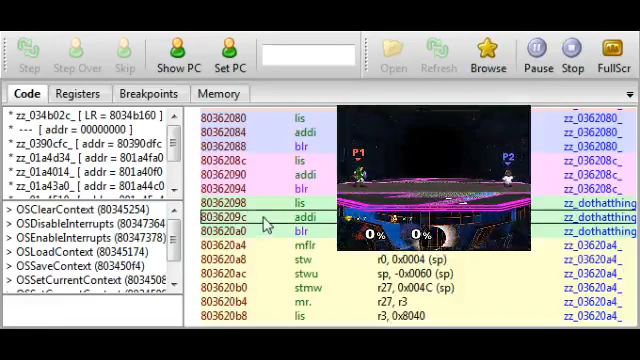 Step Step Over Skip Show PC Set PC Open Refresh Browse Pause Stop FullScr
Code Registers Breakpoints Memory
* zz_034b02c_ [ LR = 8034b160 ]
* --- [ addr = 00000000 ]
* zz_0390cfc_ [ addr = 80390dfc
* zz_01a4d34_ [ addr = 801a4fa0
* zz_01a4014_ [ addr = 801a40f0
* zz_01a43a0_ [ addr = 801a44c0
> OSClearContext (80345254)
> OSDisableInterrupts (80347364
> OSEnableInterrupts (80347378)
> OSLoadContext (80345174)
> OSSaveContext (803450f4)
> OSSetCurrentContext (8034508
80362080 lis zz_0362080_
80362084 addi zz_0362080_
80362088 blr zz_0362080_
8036208c lis zz_036208c_
80362090 addi zz_036208c_
80362094 blr zz_036208c_
80362098 lis zz_dothatthing
8036209c addi zz_dothatthing
803620a0 blr zz_dothatthing
803620a4 mflr zz_03620a4_
803620a8 stw r0, 0x0004 (sp) zz_03620a4_
803620ac stwu sp, -0x0060 (sp) zz_03620a4_
803620b0 stmw r27, 0x004C (sp) zz_03620a4_
803620b4 mr. r27, r3 zz_03620a4_
803620b8 lis r3, 0x8040 zz_03620a4_
P1
P2
0% 0%